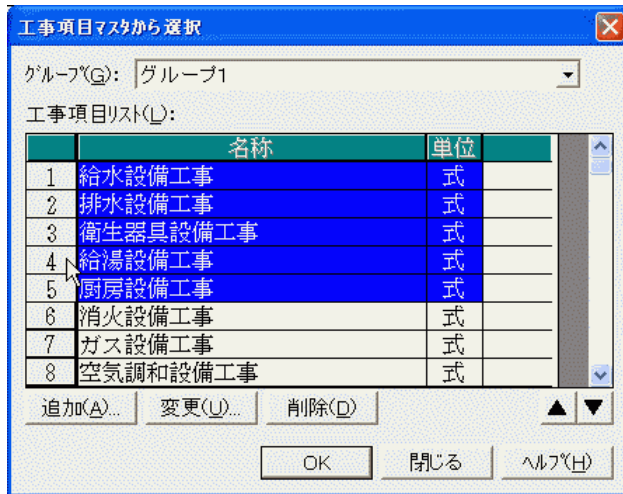 工事項目ﾏｽﾀから選択
ｸﾞﾙｰﾌﾟ(G): グループ1
工事項目ﾘｽﾄ(L):
名称 単位
1 給水設備工事 式
2 排水設備工事 式
3 衛生器具設備工事 式
4 給湯設備工事 式
5 厨房設備工事 式
6 消火設備工事 式
7 ガス設備工事 式
8 空気調和設備工事 式
追加(A)... 変更(U)... 削除(D) ▲ ▼
OK 閉じる ﾍﾙﾌﾟ(H)